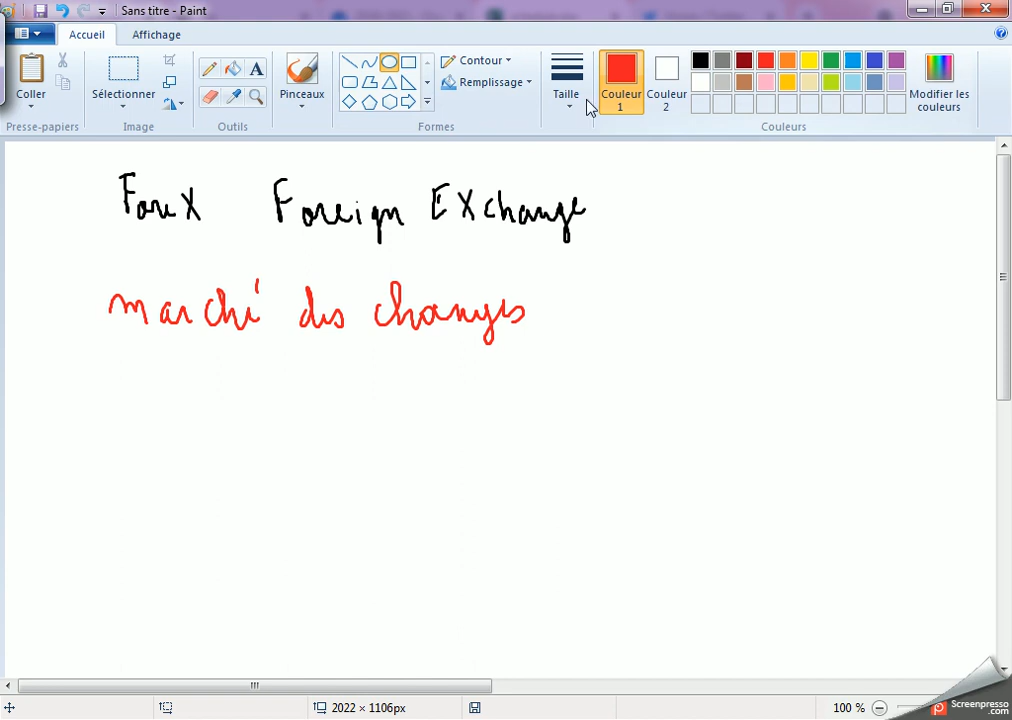 Sans titre - Paint
Accueil Affichage
Coller
Sélectionner
Pinceaux
Contour
Remplissage
Taille
Couleur 1
Couleur 2
Modifier les couleurs
Presse-papiers Image Outils Formes Couleurs
ForeX Foreign EXchange
marché des changes
2022 × 1106px 100 %
Screenpresso
.com